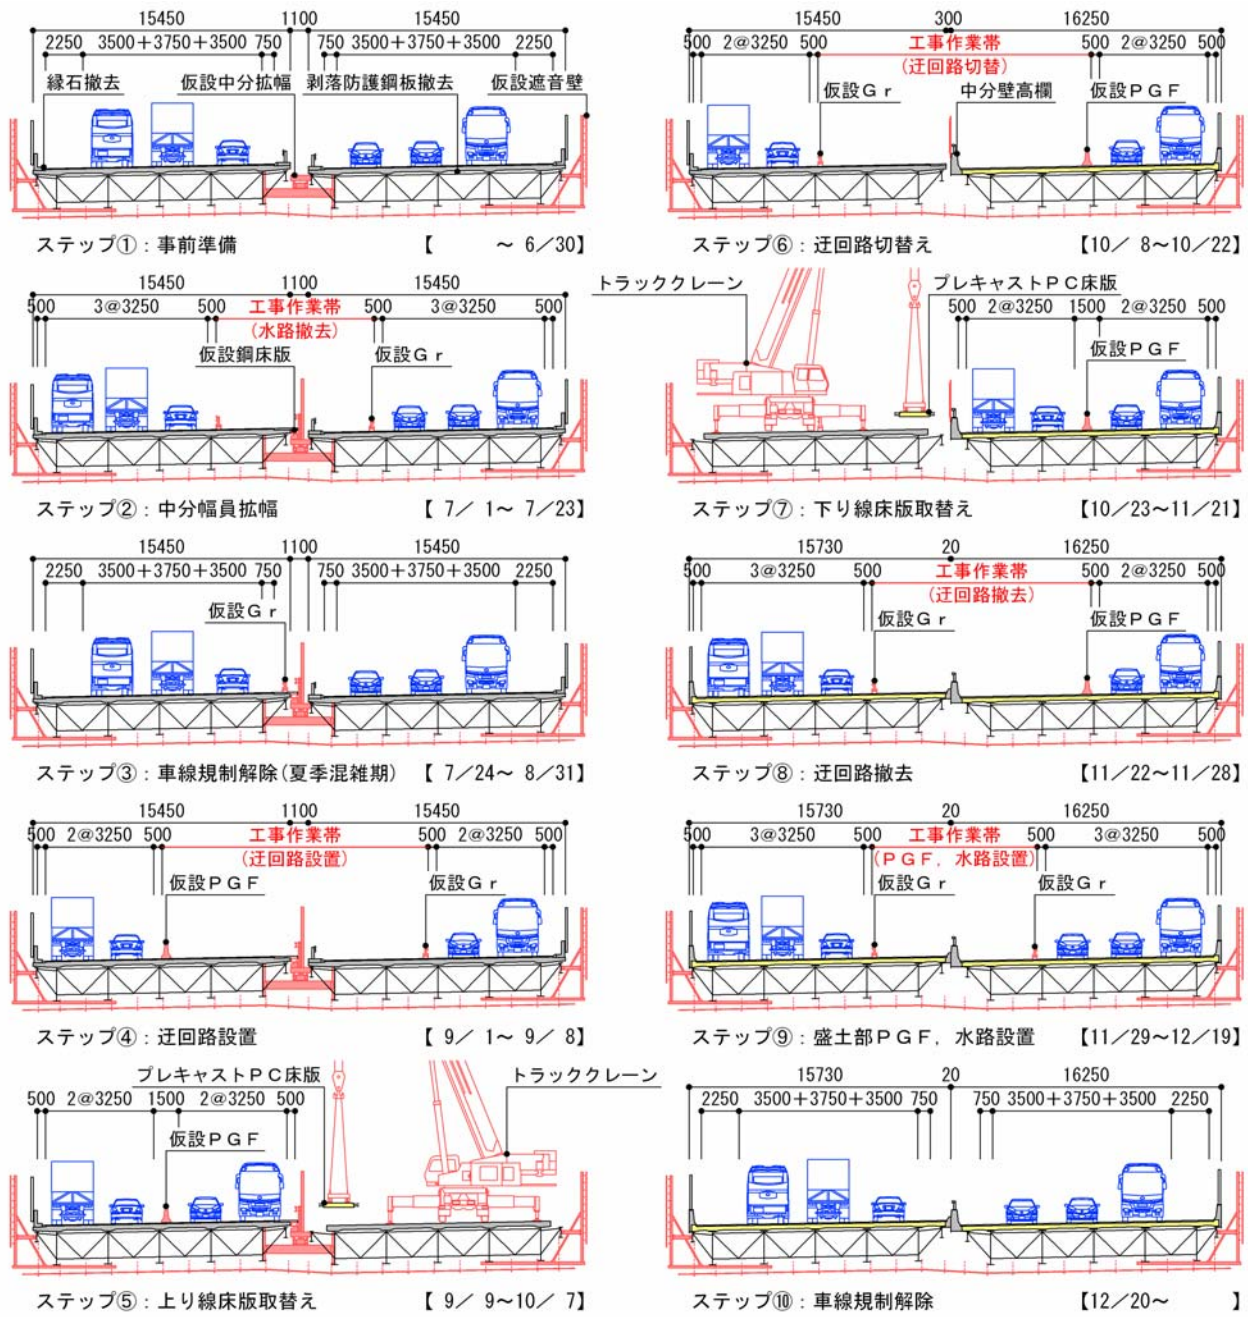 15450 1100 15450
2250 3500+3750+3500 750 750 3500+3750+3500 2250
縁石撤去 仮設中分拡幅 剥落防護鋼板撤去 仮設遮音壁
ステップ①：事前準備 【 ～ 6／30】
15450 1100 15450
500 3@3250 500 工事作業帯 500 3@3250 500
(水路撤去)
仮設鋼床版 仮設Ｇｒ
ステップ②：中分幅員拡幅 【 7／ 1～ 7／23】
15450 1100 15450
2250 3500+3750+3500 750 750 3500+3750+3500 2250
仮設Ｇｒ
ステップ③：車線規制解除(夏季混雑期) 【 7／24～ 8／31】
15450 1100 15450
500 2@3250 500 工事作業帯 500 2@3250 500
(迂回路設置)
仮設ＰＧＦ 仮設Ｇｒ
ステップ④：迂回路設置 【 9／ 1～ 9／ 8】
プレキャストＰＣ床版 トラッククレーン
500 2@3250 1500 2@3250 500
仮設ＰＧＦ
ステップ⑤：上り線床版取替え 【 9／ 9～10／ 7】
15450 300 16250
500 2@3250 500 工事作業帯 500 2@3250 500
(迂回路切替)
仮設Ｇｒ 中分壁高欄 仮設ＰＧＦ
ステップ⑥：迂回路切替え 【10／ 8～10／22】
トラッククレーン プレキャストＰＣ床版
500 2@3250 1500 2@3250 500
仮設ＰＧＦ
ステップ⑦：下り線床版取替え 【10／23～11／21】
15730 20 16250
500 3@3250 500 工事作業帯 500 2@3250 500
(迂回路撤去)
仮設Ｇｒ 仮設ＰＧＦ
ステップ⑧：迂回路撤去 【11／22～11／28】
15730 20 16250
500 3@3250 500 工事作業帯 500 3@3250 500
(ＰＧＦ，水路設置)
仮設Ｇｒ 仮設Ｇｒ
ステップ⑨：盛土部ＰＧＦ，水路設置 【11／29～12／19】
15730 20 16250
2250 3500+3750+3500 750 750 3500+3750+3500 2250
ステップ⑩：車線規制解除 【12／20～ 】